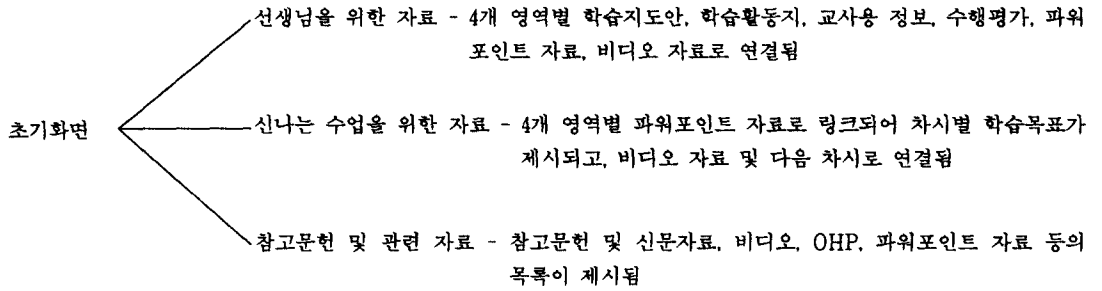 선생님을 위한 자료 - 4개 영역별 학습지도안, 학습활동지, 교사용 정보, 수행평가, 파워
포인트 자료, 비디오 자료로 연결됨
초기화면
신나는 수업을 위한 자료 - 4개 영역별 파워포인트 자료로 링크되어 차시별 학습목표가
제시되고, 비디오 자료 및 다음 차시로 연결됨
참고문헌 및 관련 자료 - 참고문헌 및 신문자료, 비디오, OHP, 파워포인트 자료 등의
목록이 제시됨